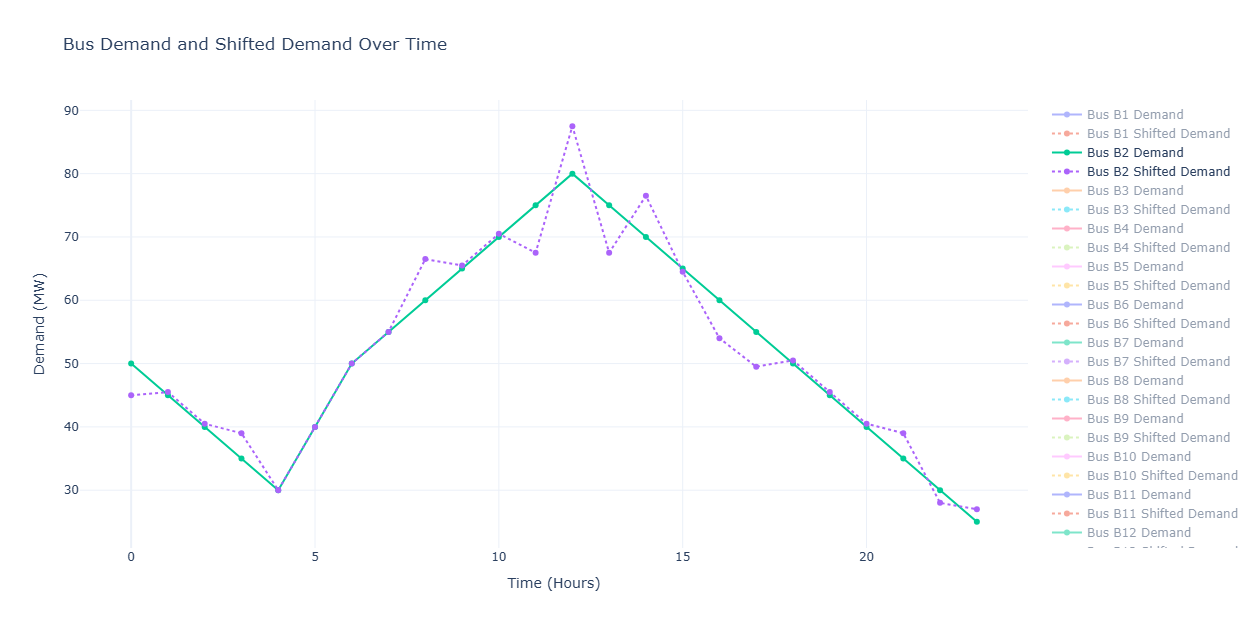 Bus Demand and Shifted Demand Over Time
90
80
70
60
50
40
30
Demand (MW)
0
5
10
15
20
Time (Hours)
Bus B1 Demand
Bus B1 Shifted Demand
Bus B2 Demand
Bus B2 Shifted Demand
Bus B3 Demand
Bus B3 Shifted Demand
Bus B4 Demand
Bus B4 Shifted Demand
Bus B5 Demand
Bus B5 Shifted Demand
Bus B6 Demand
Bus B6 Shifted Demand
Bus B7 Demand
Bus B7 Shifted Demand
Bus B8 Demand
Bus B8 Shifted Demand
Bus B9 Demand
Bus B9 Shifted Demand
Bus B10 Demand
Bus B10 Shifted Demand
Bus B11 Demand
Bus B11 Shifted Demand
Bus B12 Demand